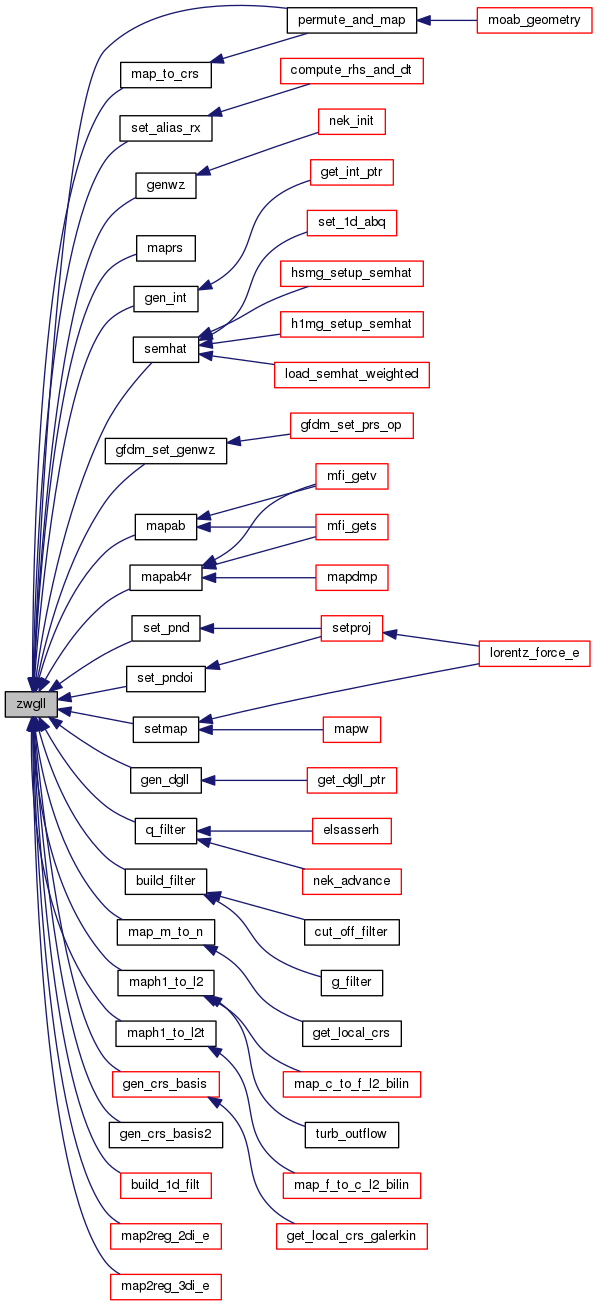 permute_and_map
moab_geometry
map_to_crs
compute_rhs_and_dt
set_alias_rx
nek_init
genwz
get_int_ptr
set_1d_abq
maprs
hsmg_setup_semhat
gen_int
h1mg_setup_semhat
semhat
load_semhat_weighted
gfdm_set_prs_op
gfdm_set_genwz
mfi_getv
mapab
mfi_gets
mapab4r
mapdmp
set_pnd
setproj
lorentz_force_e
set_pndoi
zwgll
setmap
mapw
gen_dgll
get_dgll_ptr
q_filter
elsasserh
build_filter
nek_advance
map_m_to_n
cut_off_filter
maph1_to_l2
g_filter
maph1_to_l2t
get_local_crs
gen_crs_basis
map_c_to_f_l2_bilin
gen_crs_basis2
turb_outflow
build_1d_filt
map_f_to_c_l2_bilin
map2reg_2di_e
get_local_crs_galerkin
map2reg_3di_e